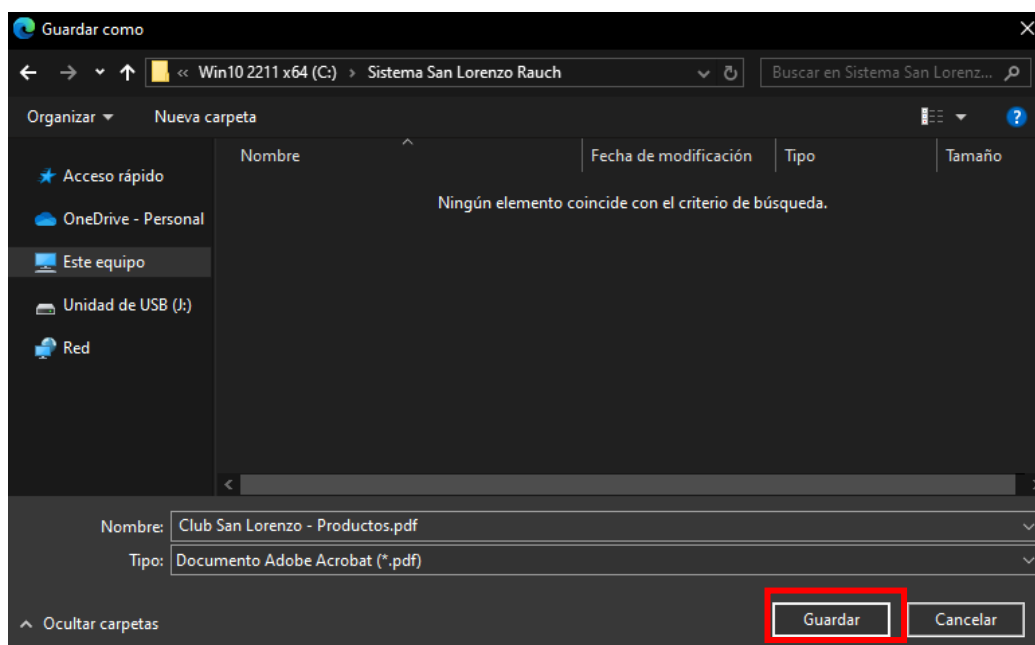 Guardar como
« Win10 2211 x64 (C:) › Sistema San Lorenzo Rauch
Buscar en Sistema San Lorenz...
Organizar
Nueva carpeta
Nombre
Fecha de modificación
Tipo
Tamaño
Acceso rápido
Ningún elemento coincide con el criterio de búsqueda.
OneDrive - Personal
Este equipo
Unidad de USB (J:)
Red
Nombre: Club San Lorenzo - Productos.pdf
Tipo: Documento Adobe Acrobat (*.pdf)
Ocultar carpetas
Guardar
Cancelar